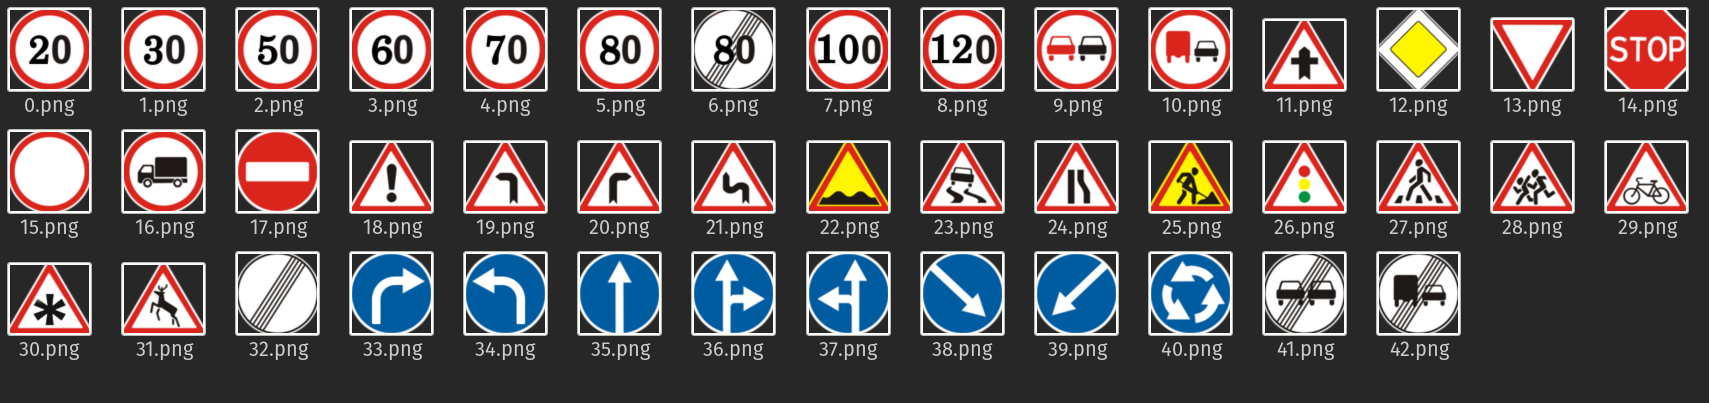 20 30 50 60 70 80 80 100 120 STOP
0.png 1.png 2.png 3.png 4.png 5.png 6.png 7.png 8.png 9.png 10.png 11.png 12.png 13.png 14.png
15.png 16.png 17.png 18.png 19.png 20.png 21.png 22.png 23.png 24.png 25.png 26.png 27.png 28.png 29.png
30.png 31.png 32.png 33.png 34.png 35.png 36.png 37.png 38.png 39.png 40.png 41.png 42.png